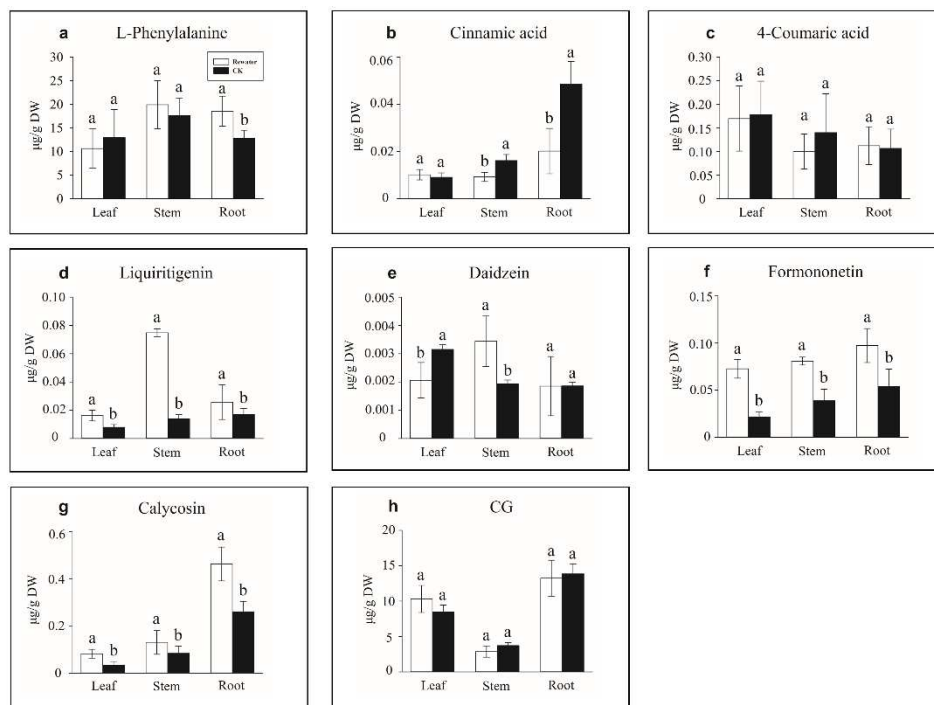 a L-Phenylalanine
µg/g DW
30
25
20
15
10
5
0
a a a a a b
Rewater
CK
Leaf Stem Root
b Cinnamic acid
µg/g DW
0.06
0.04
0.02
0
a a b a b a
Leaf Stem Root
c 4-Coumaric acid
µg/g DW
0.30
0.25
0.20
0.15
0.10
0.05
0
a a a a a a
Leaf Stem Root
d Liquiritigenin
µg/g DW
0.10
0.08
0.06
0.04
0.02
0
a b a b a b
Leaf Stem Root
e Daidzein
µg/g DW
0.005
0.004
0.003
0.002
0.001
0
b a a b a a
Leaf Stem Root
f Formononetin
µg/g DW
0.15
0.10
0.05
0
a b a b a b
Leaf Stem Root
g Calycosin
µg/g DW
0.6
0.4
0.2
0
a b a b a b
Leaf Stem Root
h CG
µg/g DW
20
15
10
5
0
a a a a a a
Leaf Stem Root